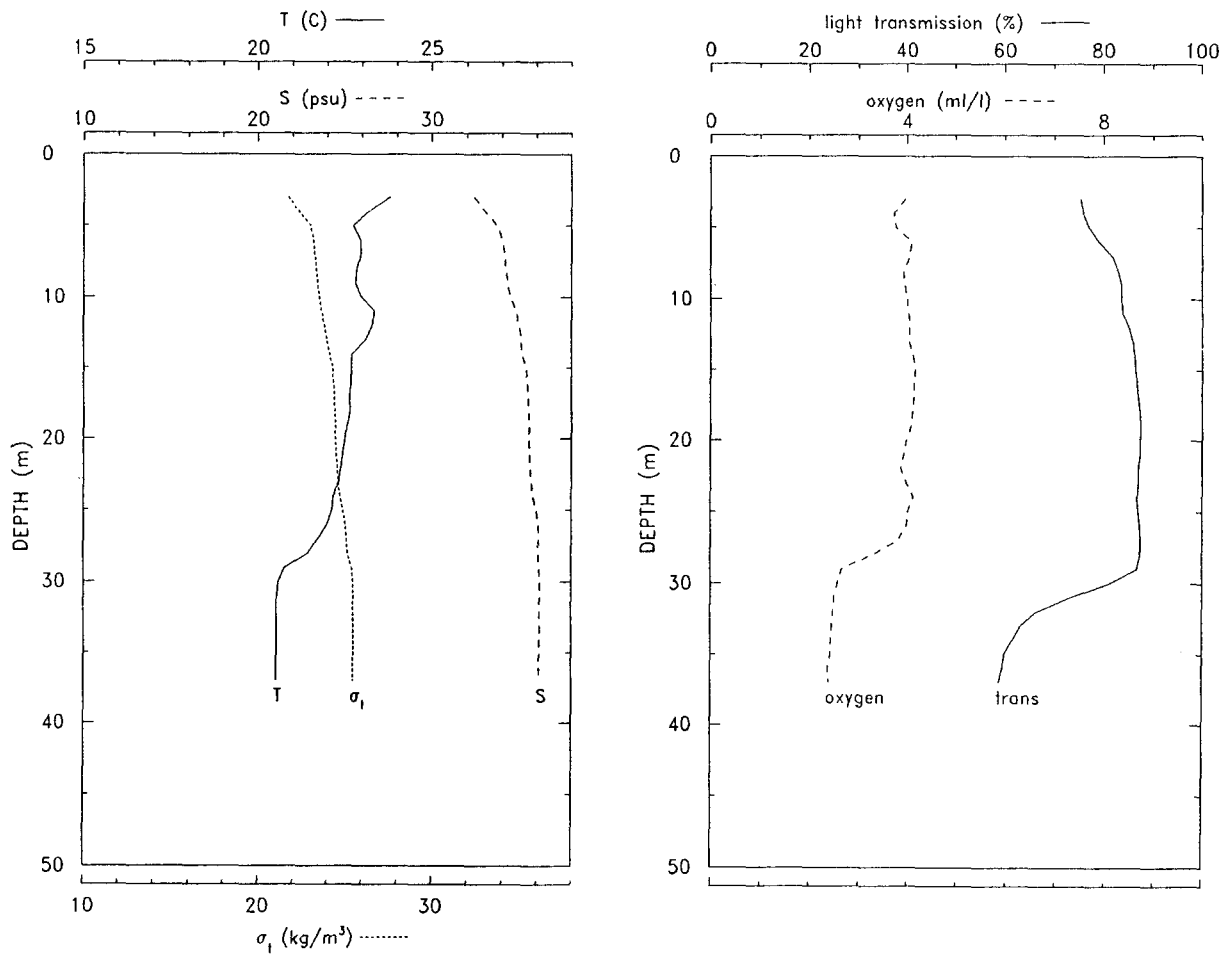 T (C)
15 20 25
S (psu)
10 20 30
0
10
20
30
40
50
DEPTH (m)
T
σt
S
10 20 30
σt (kg/m³)
light transmission (%)
0 20 40 60 80 100
oxygen (ml/l)
0 4 8
0
10
20
30
40
50
DEPTH (m)
oxygen
trans